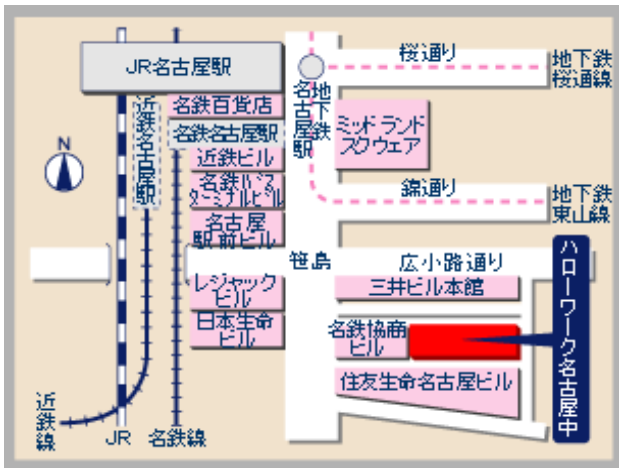 JR名古屋駅
桜通り
地下鉄
桜通線
近鉄名古屋駅
名鉄百貨店
名鉄名古屋駅
近鉄ビル
名鉄バス
ターミナルビル
名古屋
駅前ビル
地下鉄
名古屋駅
ミッドランド
スクウェア
N
錦通り
地下鉄
東山線
笹島
広小路通り
レジャック
ビル
日本生命
ビル
三井ビル本館
名鉄協商
ビル
住友生命名古屋ビル
ハローワーク名古屋中
近鉄線
JR
名鉄線